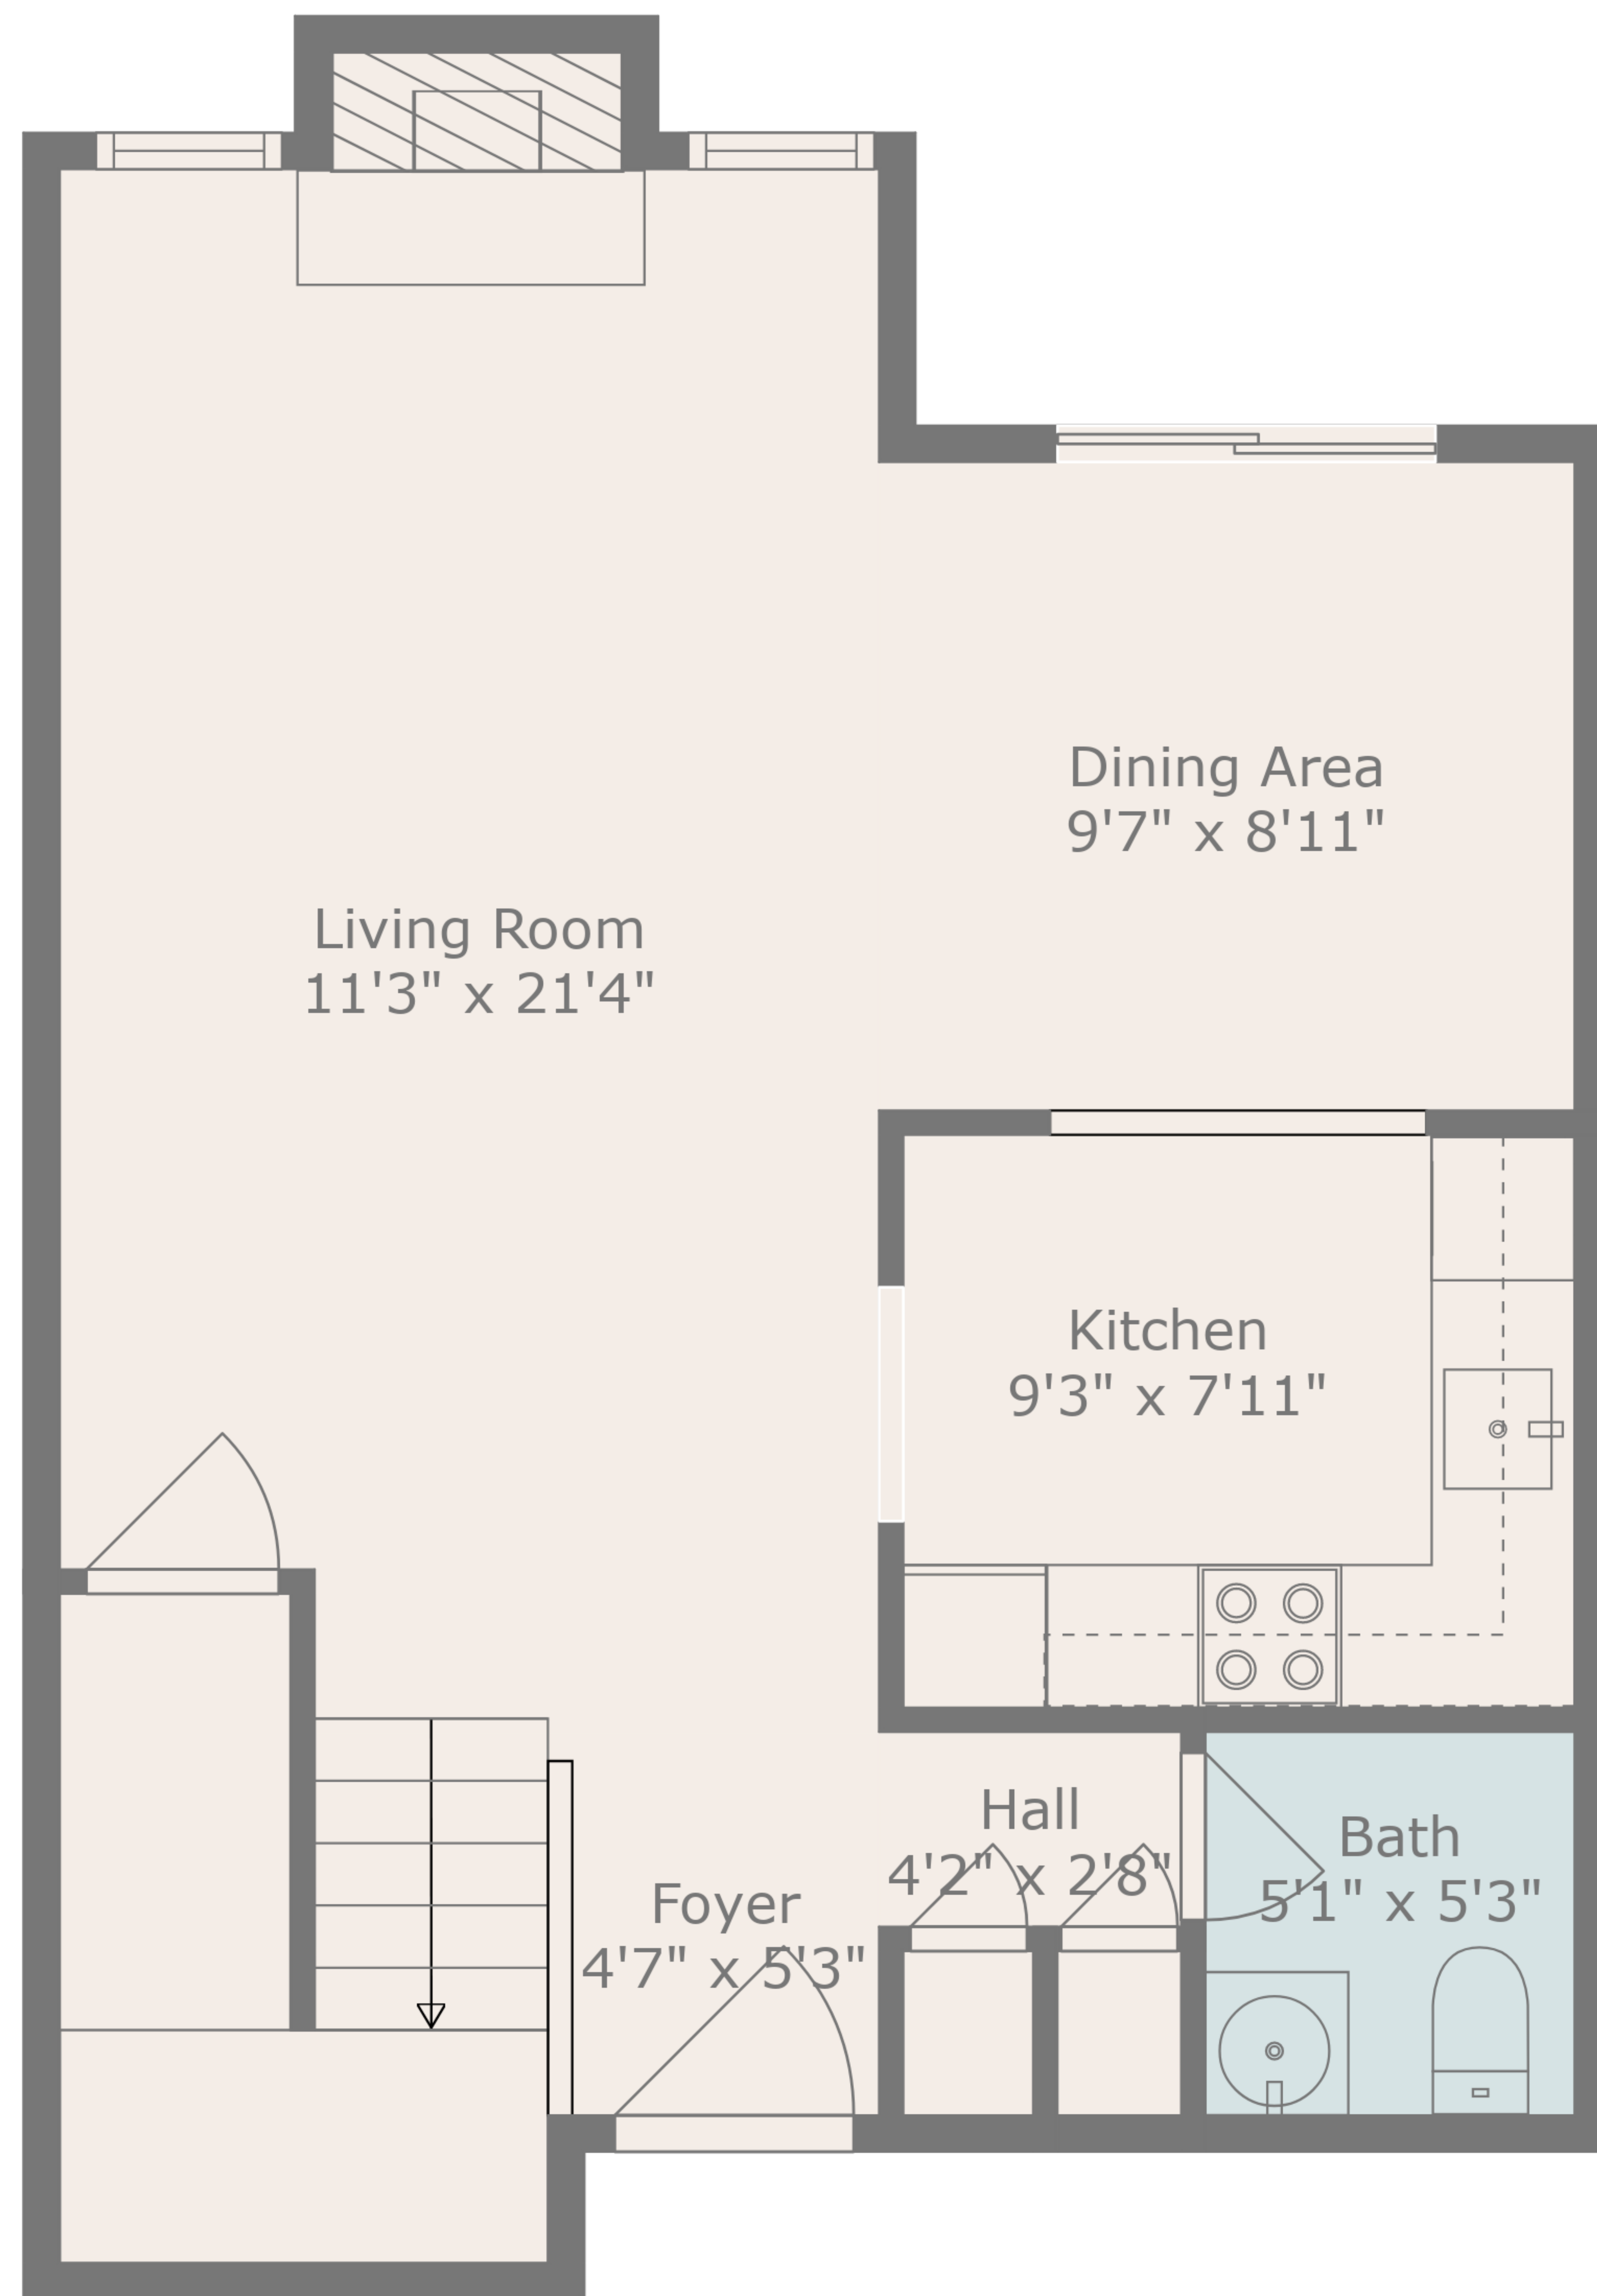 Dining Area
9'7" x 8'11"
Living Room
11'3" x 21'4"
Kitchen
9'3" x 7'11"
Hall
4'2" x 2'8"
Bath
5'1" x 5'3"
Foyer
4'7" x 5'3"